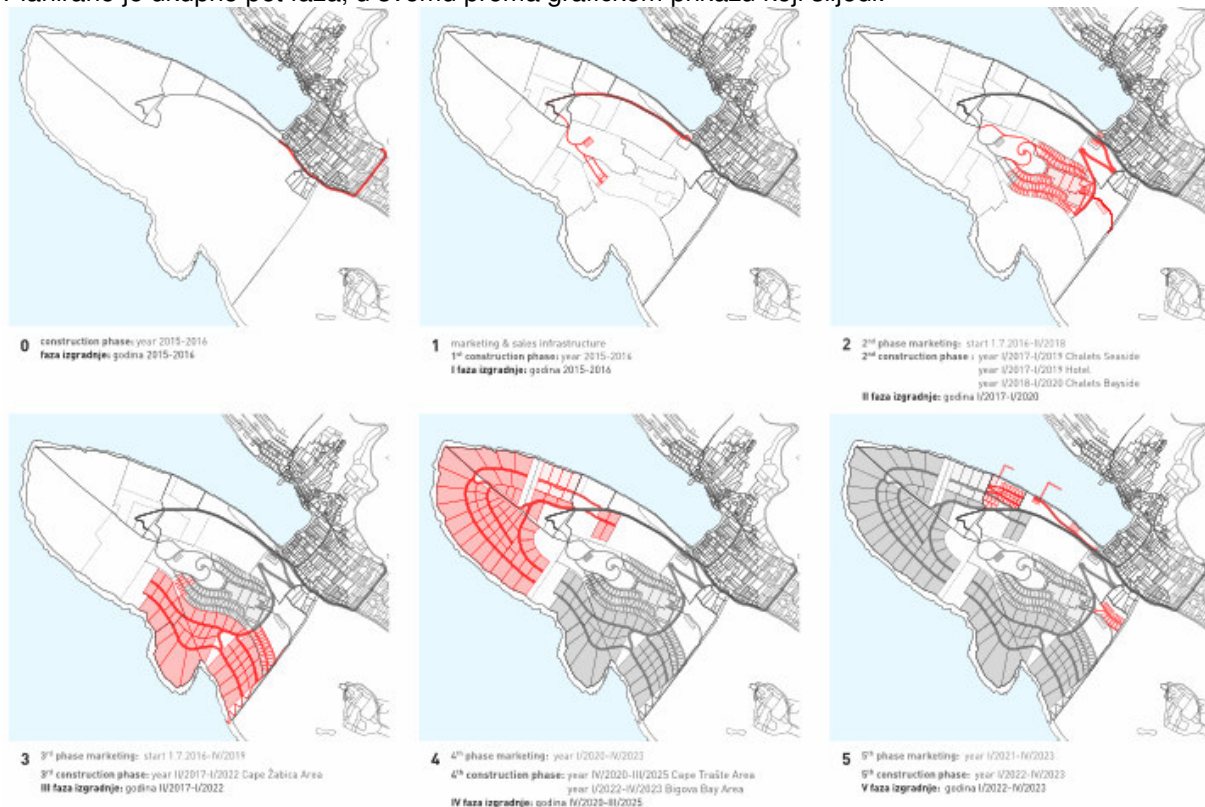 Planirano je ukupno pet faza, u svemu prema grafičkom prikazu koji slijedi.
0 construction phase: year 2015-2016
faza izgradnje: godina 2015-2016
1 marketing & sales infrastructure
1st construction phase: year 2015-2016
I faza izgradnje: godina 2015-2016
2 2nd phase marketing: start 1.7.2016-II/2018
2nd construction phase : year I/2017-I/2019 Chalets Seaside
year I/2017-I/2019 Hotel
year I/2018-I/2020 Chalets Bayside
II faza izgradnje: godina I/2017-I/2020
3 3rd phase marketing: start 1.7.2016-IV/2019
3rd construction phase: year II/2017-I/2022 Cape Žabica Area
III faza izgradnje: godina II/2017-I/2022
4 4th phase marketing: year I/2020-IV/2023
4th construction phase: year IV/2020-III/2025 Cape Trašte Area
year I/2022-IV/2023 Bigova Bay Area
IV faza izgradnje: godina IV/2020-III/2025
5 5th phase marketing: year I/2021-IV/2023
5th construction phase: year I/2022-IV/2023
V faza izgradnje: godina I/2022-IV/2023